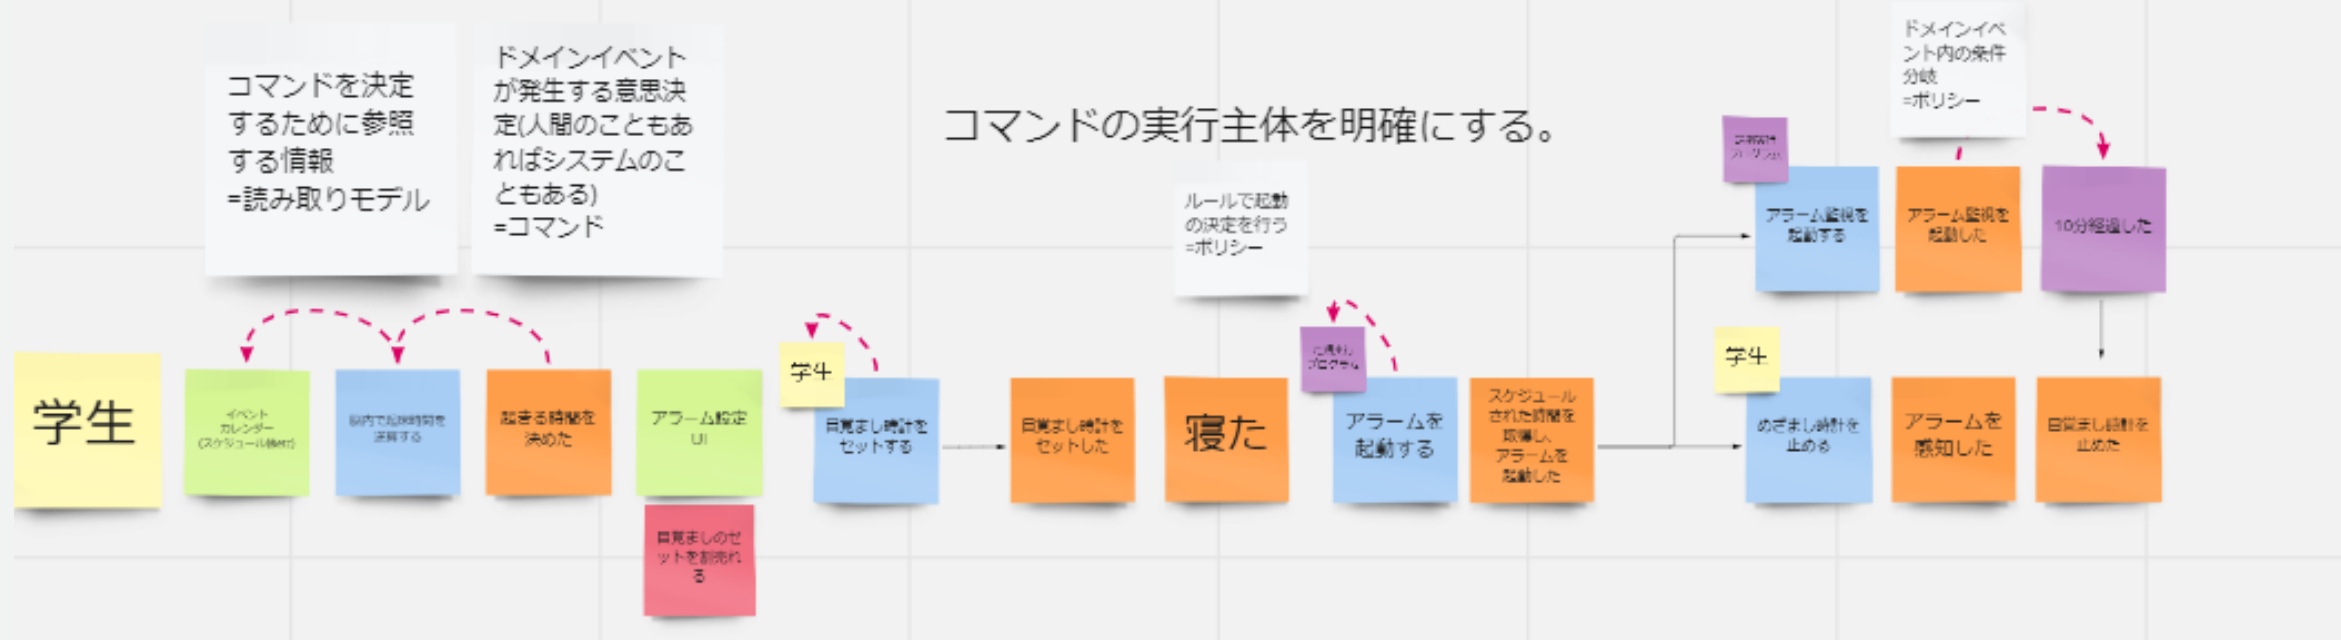 コマンドを決定
するために参照
する情報
=読み取りモデル
ドメインイベント
が発生する意思決
定(人間のこともあ
ればシステムのこ
ともある)
=コマンド
コマンドの実行主体を明確にする。
ルールで起動
の決定を行う
=ポリシー
ドメインイベ
ント内の条件
分岐
=ポリシー
プログラム
アラーム監視を
起動する
アラーム監視を
起動した
10分経過した
学生
イベント
カレンダー
起きる時間を
決めた
アラーム設定
UI
目覚ましのセ
る
学生
目覚まし時計を
セットする
目覚まし時計を
セットした
寝た
プログラム
アラームを
起動する
スケジュール
された時間を
取得し、
アラームを
起動した
学生
めざまし時計を
止める
アラームを
感知した
目覚まし時計を
止めた